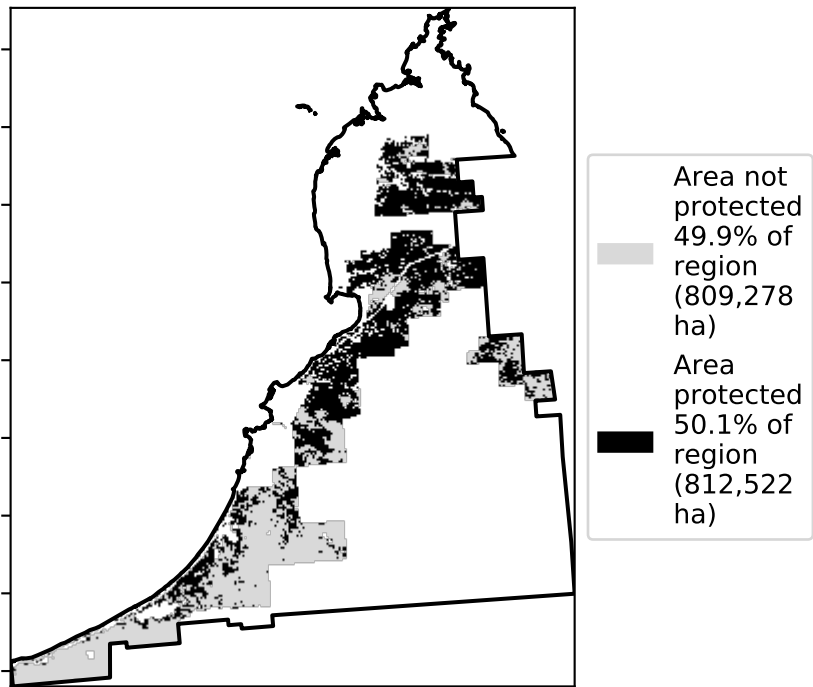 Area not
protected
49.9% of
region
(809,278
ha)
Area
protected
50.1% of
region
(812,522
ha)